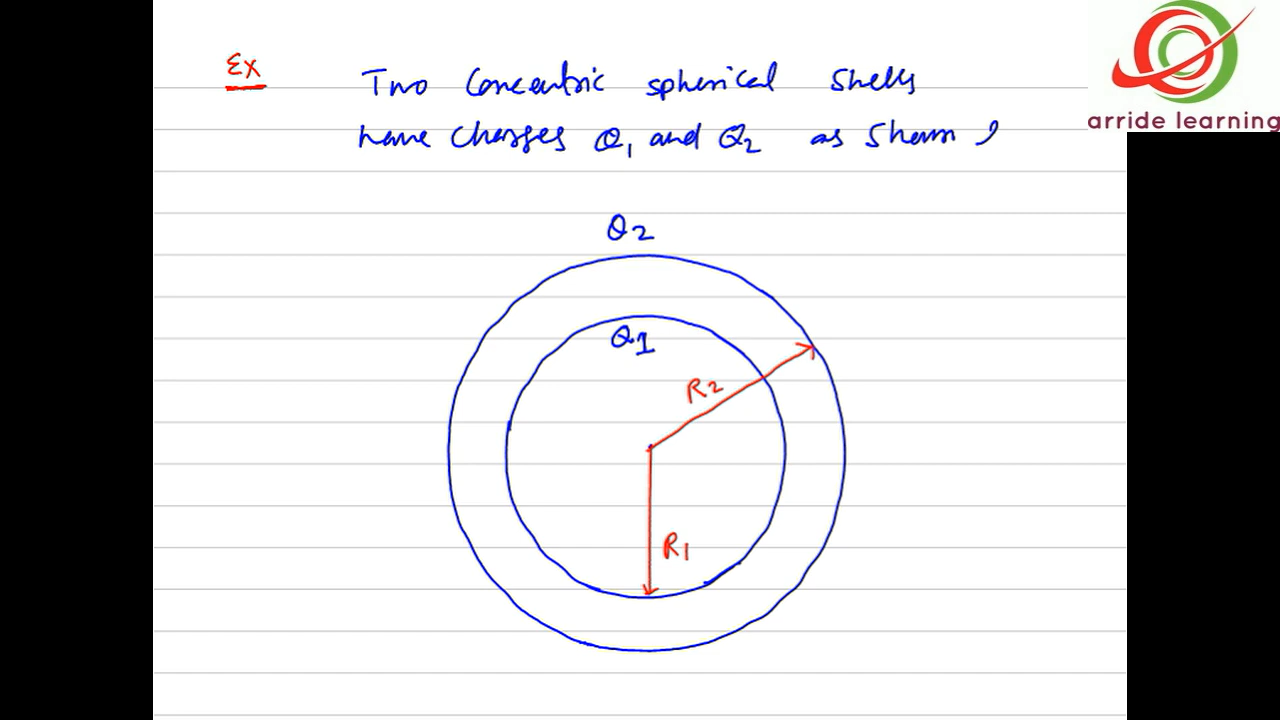 Ex
Two Concentric spherical shells
have charges Q1 and Q2 as shown,
Q2
Q1
R2
R1
arride learning